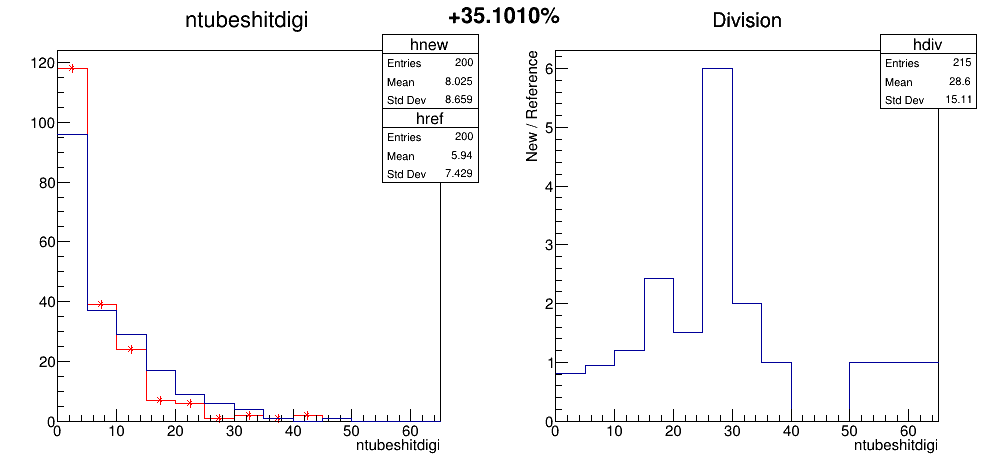 +35.1010%
ntubeshitdigi
hnew
Entries 200
Mean 8.025
Std Dev 8.659
href
Entries 200
Mean 5.94
Std Dev 7.429
120
100
80
60
40
20
0
0 10 20 30 40 50 60
ntubeshitdigi
Division
hdiv
Entries 215
Mean 28.6
Std Dev 15.11
New / Reference
6
5
4
3
2
1
0
0 10 20 30 40 50 60
ntubeshitdigi